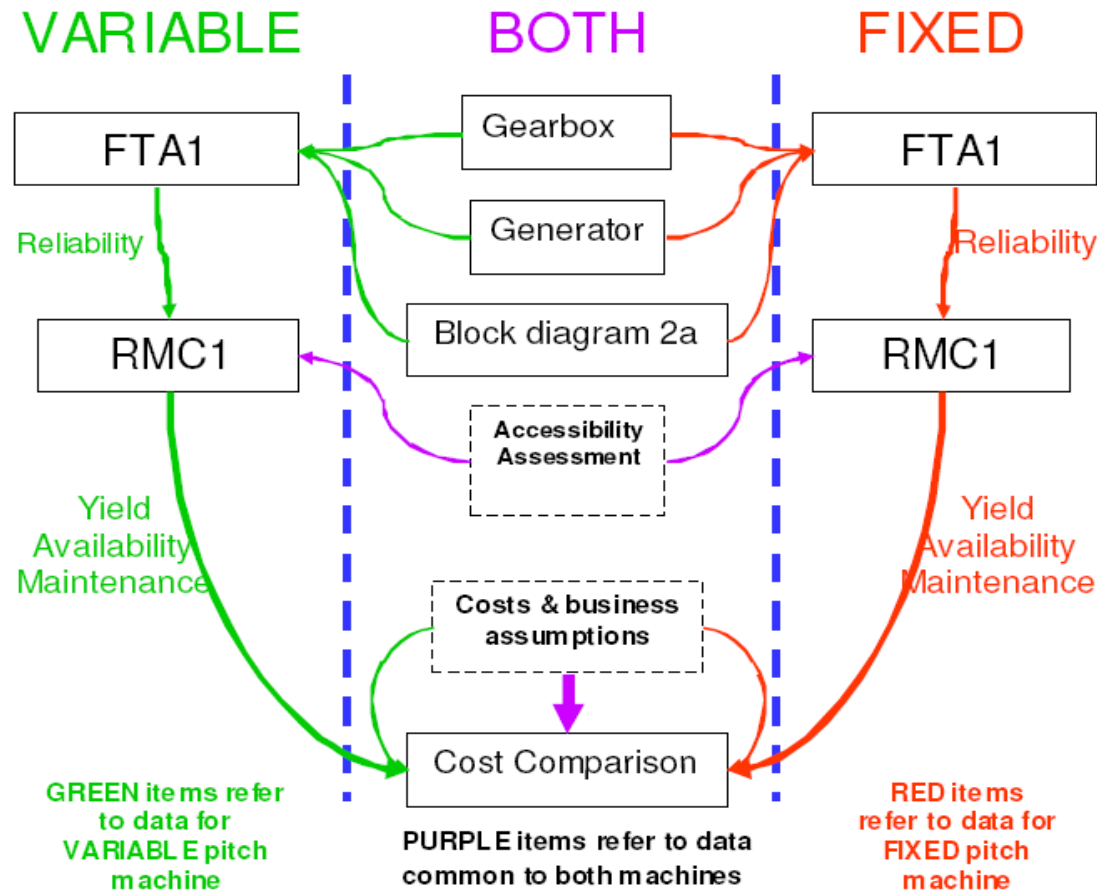 VARIABLE
BOTH
FIXED
FTA1
Gearbox
FTA1
Reliability
Generator
Reliability
RMC1
Block diagram 2a
RMC1
Accessibility
Assessment
Yield
Availability
Maintenance
Yield
Availability
Maintenance
Costs & business
assumptions
Cost Comparison
GREEN items refer
to data for
VARIABLE pitch
machine
PURPLE items refer to data
common to both machines
RED items
refer to data for
FIXED pitch
machine